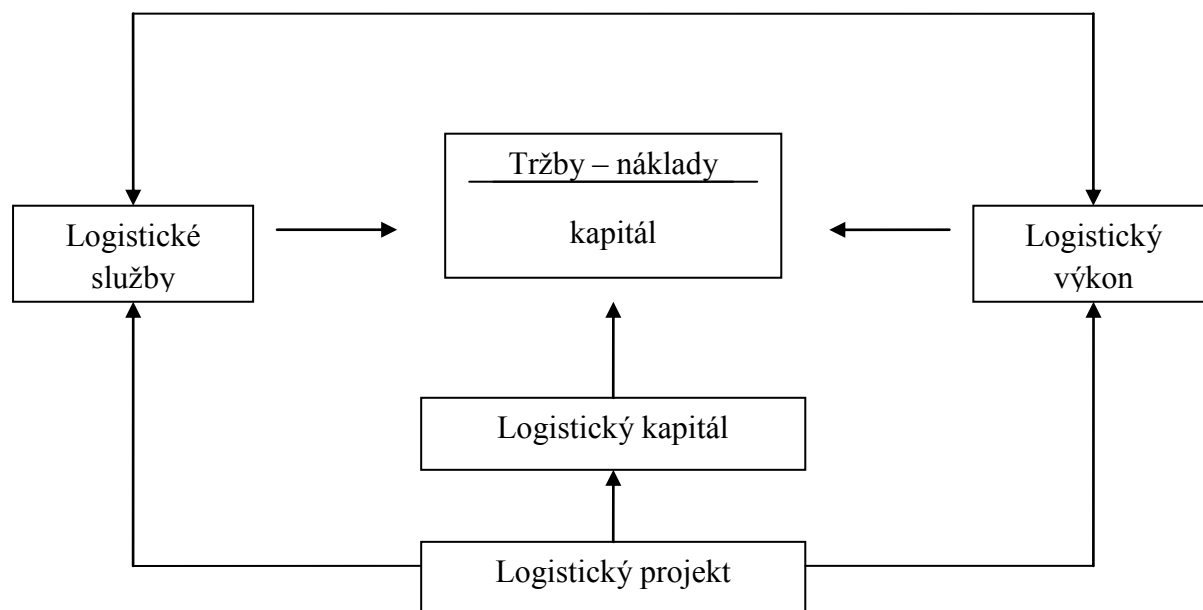 Tržby – náklady
kapitál
Logistické
služby
Logistický
výkon
Logistický kapitál
Logistický projekt